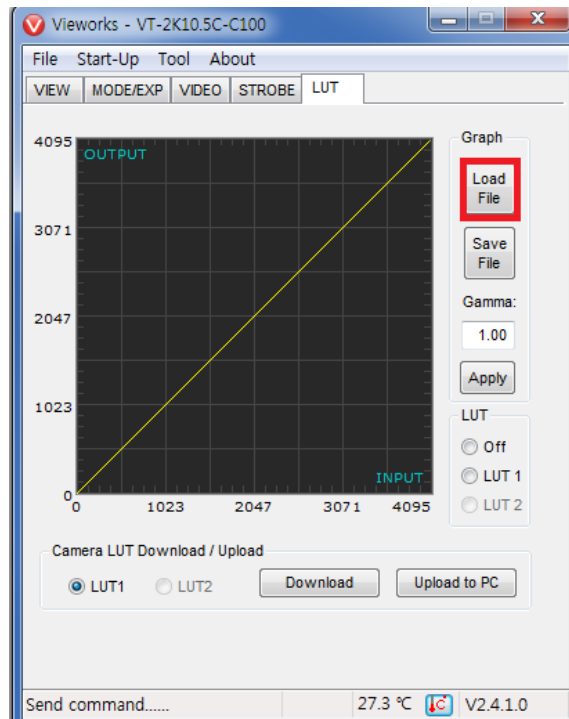 Vieworks - VT-2K10.5C-C100
File Start-Up Tool About
VIEW MODE/EXP VIDEO STROBE LUT
4095
OUTPUT
3071
2047
1023
0
INPUT
0 1023 2047 3071 4095
Graph
Load
File
Save
File
Gamma:
1.00
Apply
LUT
Off
LUT 1
LUT 2
Camera LUT Download / Upload
LUT1 LUT2 Download Upload to PC
Send command...... 27.3 ℃ V2.4.1.0